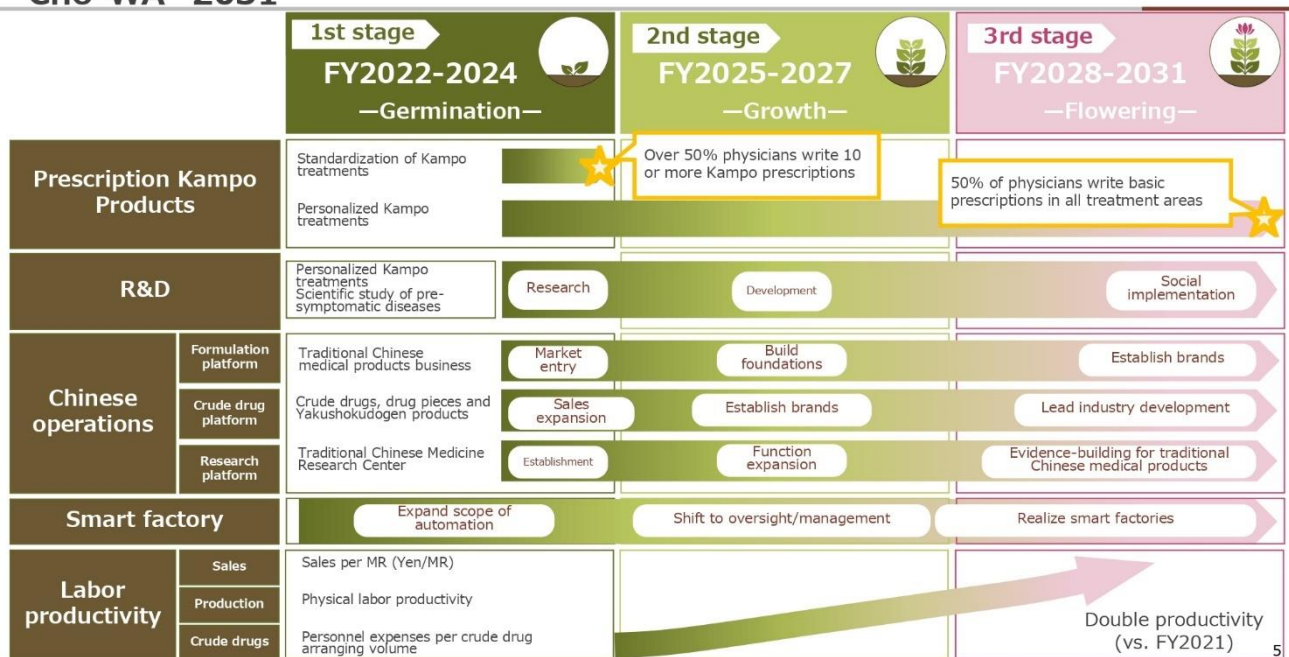 1st stage
FY2022-2024
—Germination—
2nd stage
FY2025-2027
—Growth—
3rd stage
FY2028-2031
—Flowering—
Prescription Kampo
Products
Standardization of Kampo
treatments
Personalized Kampo
treatments
Over 50% physicians write 10
or more Kampo prescriptions
50% of physicians write basic
prescriptions in all treatment areas
R&D
Personalized Kampo
treatments
Scientific study of pre-
symptomatic diseases
Research
Development
Social
implementation
Chinese
operations
Formulation
platform
Traditional Chinese
medical products business
Market
entry
Build
foundations
Establish brands
Crude drug
platform
Crude drugs, drug pieces and
Yakushokudogen products
Sales
expansion
Establish brands
Lead industry development
Research
platform
Traditional Chinese Medicine
Research Center
Establishment
Function
expansion
Evidence-building for traditional
Chinese medical products
Smart factory
Expand scope of
automation
Shift to oversight/management
Realize smart factories
Labor
productivity
Sales
Sales per MR (Yen/MR)
Production
Physical labor productivity
Crude drugs
Personnel expenses per crude drug
arranging volume
Double productivity
(vs. FY2021)
5